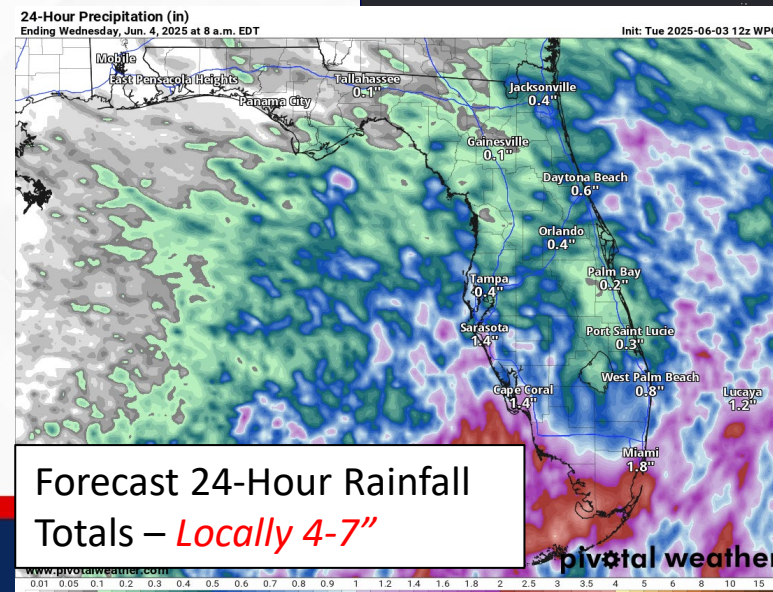 24-Hour Precipitation (in)
Ending Wednesday, Jun. 4, 2025 at 8 a.m. EDT
Init: Tue 2025-06-03 12z WPC
Mobile
East Pensacola Heights
Tallahassee
0.1"
Panama City
Jacksonville
0.4"
Gainesville
0.1"
Daytona Beach
0.6"
Orlando
0.4"
Tampa
0.4"
Palm Bay
0.2"
Sarasota
1.4"
Port Saint Lucie
0.3"
West Palm Beach
0.8"
Cape Coral
1.4"
Lucaya
1.2"
Miami
1.8"
Forecast 24-Hour Rainfall
Totals – Locally 4-7”
pivotal weather
www.pivotalweather.com
0.01 0.05 0.1 0.2 0.3 0.4 0.5 0.6 0.7 0.8 0.9 1 1.2 1.4 1.6 1.8 2 2.5 3 3.5 4 5 6 8 10 15